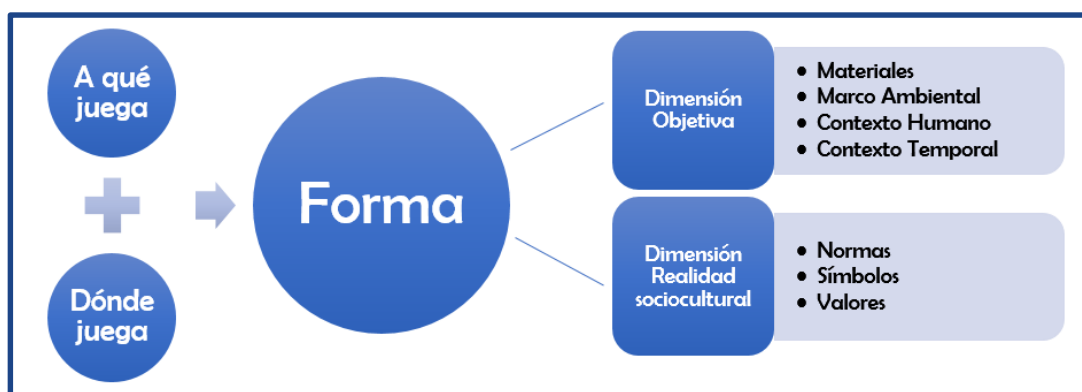 A qué
juega
Dónde
juega
Forma
Dimensión
Objetiva
• Materiales
• Marco Ambiental
• Contexto Humano
• Contexto Temporal
Dimensión
Realidad
sociocultural
• Normas
• Símbolos
• Valores